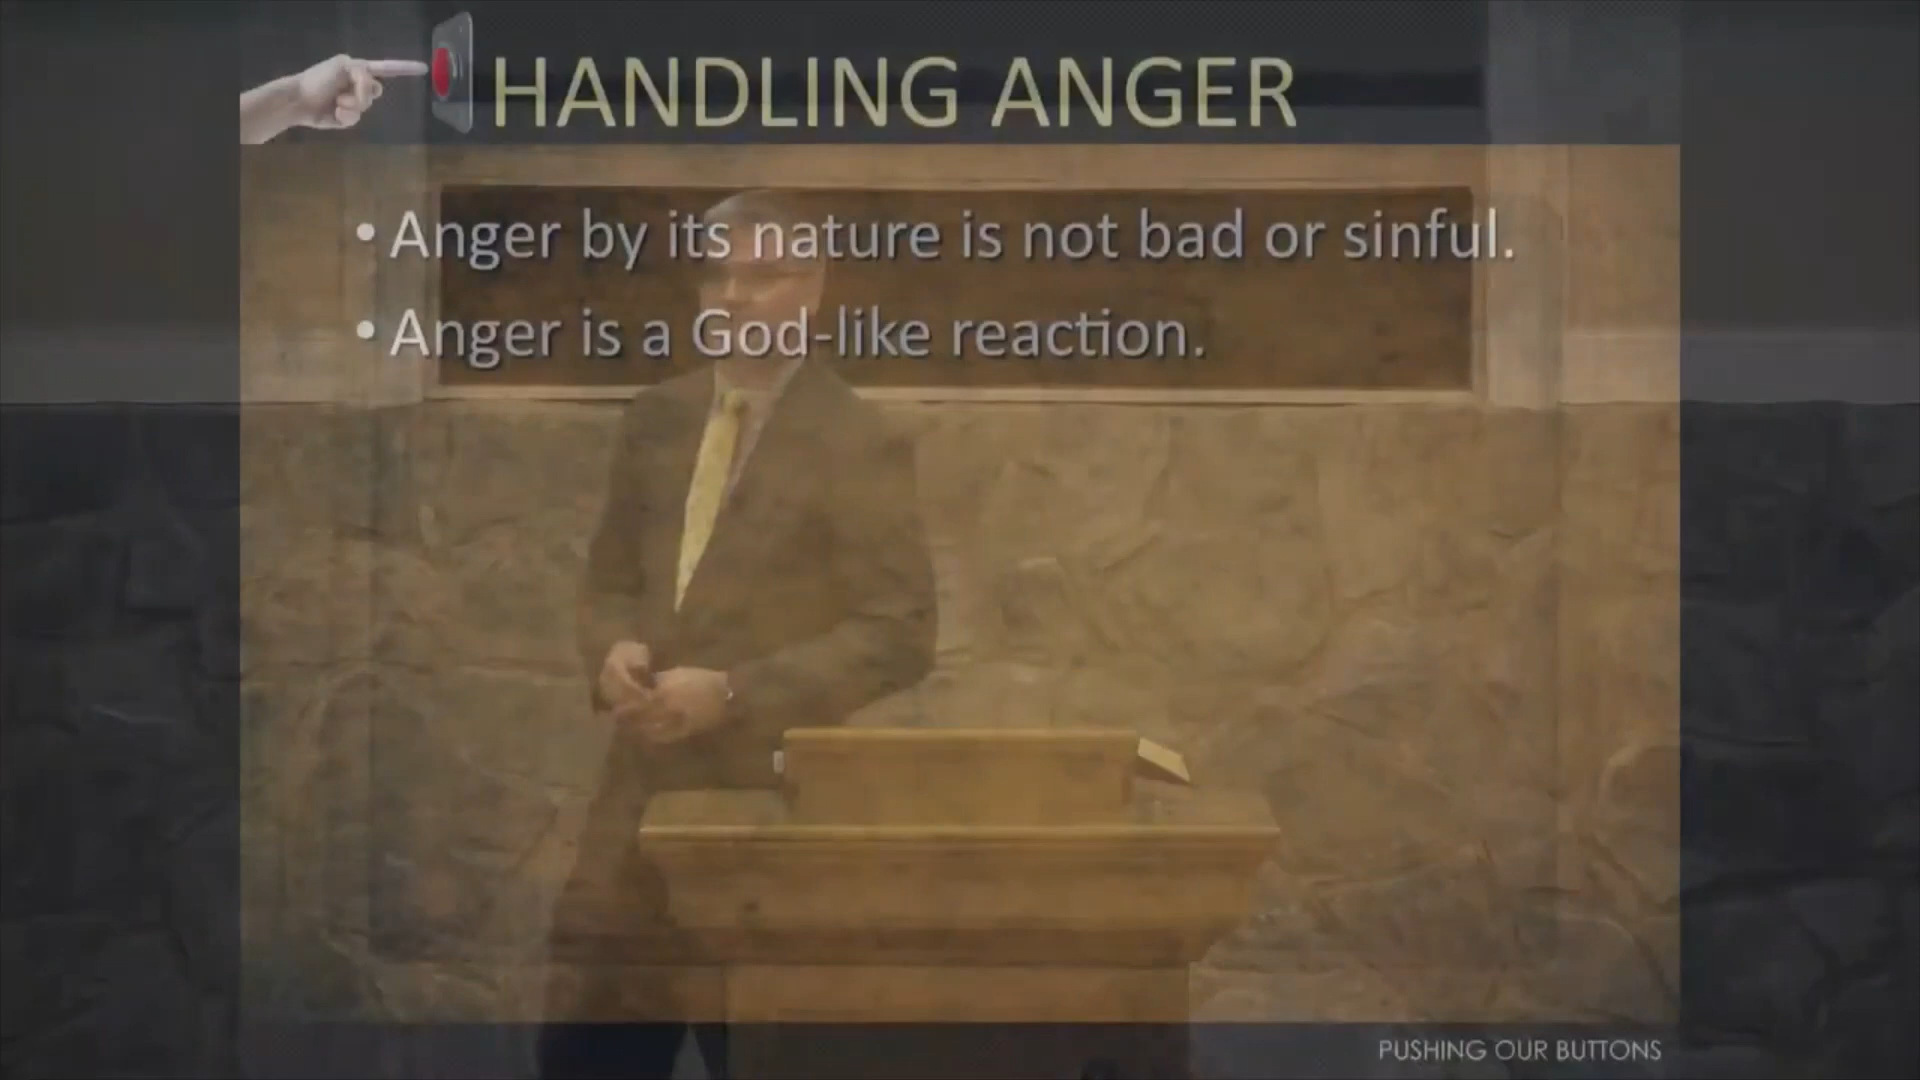 HANDLING ANGER
• Anger by its nature is not bad or sinful.
• Anger is a God-like reaction.
PUSHING OUR BUTTONS